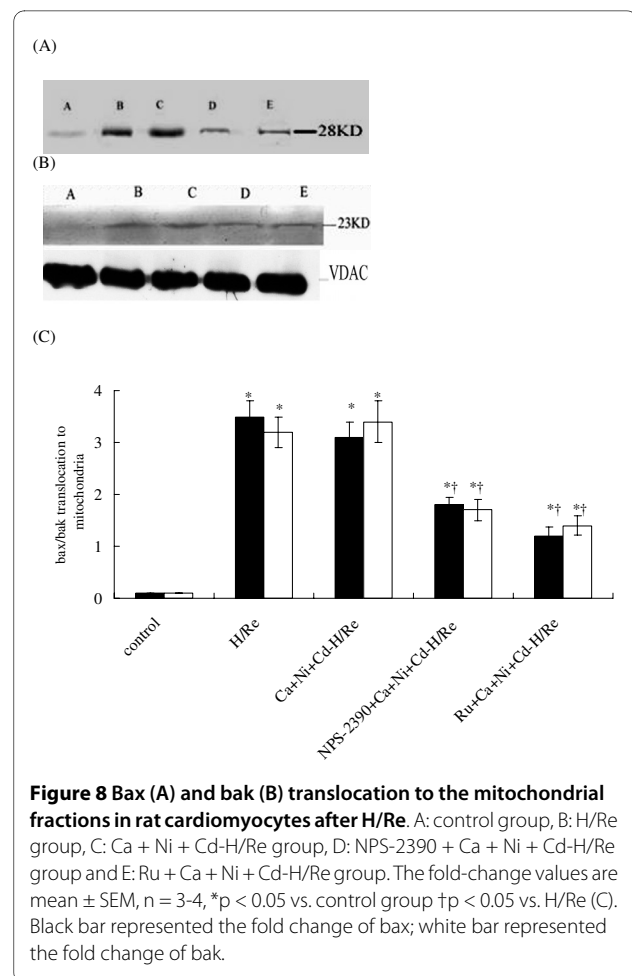 (A)
A B C D E
28KD
(B)
A B C D E
23KD
VDAC
(C)
4
3
2
1
0
bax/bak translocation to
mitochondria
* * * * *† *† *† *†
control
H/Re
Ca+Ni+Cd-H/Re
NPS-2390+Ca+Ni+Cd-H/Re
Ru+Ca+Ni+Cd-H/Re
Figure 8 Bax (A) and bak (B) translocation to the mitochondrial
fractions in rat cardiomyocytes after H/Re. A: control group, B: H/Re
group, C: Ca + Ni + Cd-H/Re group, D: NPS-2390 + Ca + Ni + Cd-H/Re
group and E: Ru + Ca + Ni + Cd-H/Re group. The fold-change values are
mean ± SEM, n = 3-4, *p < 0.05 vs. control group †p < 0.05 vs. H/Re (C).
Black bar represented the fold change of bax; white bar represented
the fold change of bak.